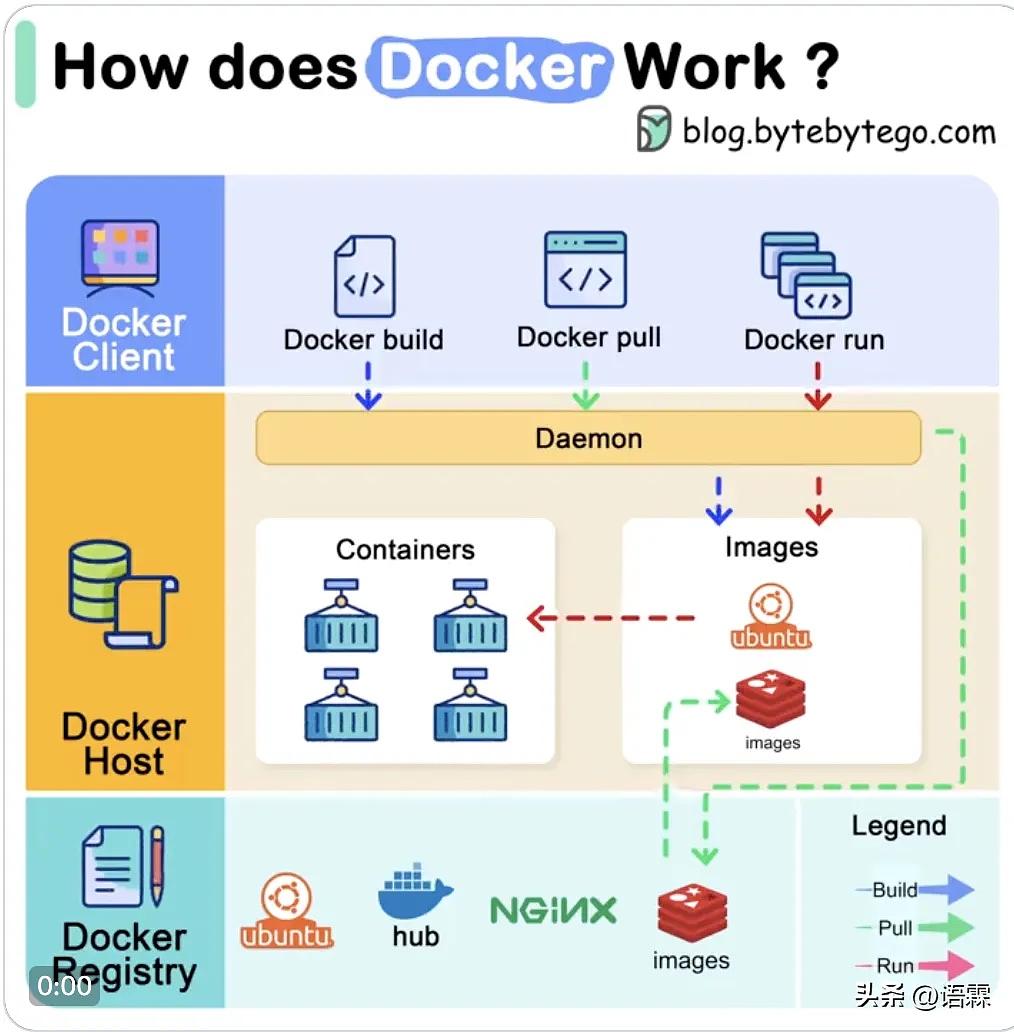 How does Docker Work ?
blog.bytebytego.com
Docker
Client
Docker build
Docker pull
Docker run
Daemon
Containers
Images
ubuntu
images
Docker
Host
Docker
Registry
ubuntu
hub
NGINX
images
Legend
Build
Pull
Run
0:00
头条 @语霖